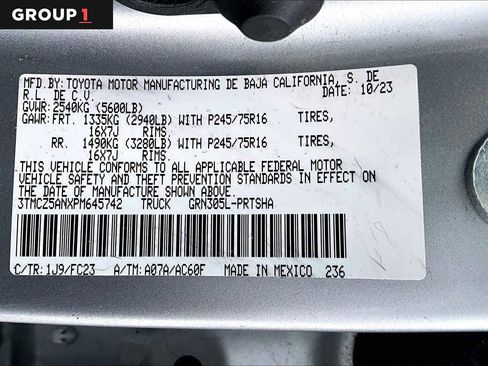 GROUP 1
MFD.BY: TOYOTA MOTOR MANUFACTURING DE BAJA CALIFORNIA, S. DE
R.L. DE C.V. DATE: 10/23
GVWR: 2540KG (5600LB)
GAWR: FRT. 1335KG (2940LB) WITH P245/75R16 TIRES,
16X7J RIMS.
RR. 1490KG (3280LB) WITH P245/75R16 TIRES,
16X7J RIMS.
THIS VEHICLE CONFORMS TO ALL APPLICABLE FEDERAL MOTOR
VEHICLE SAFETY AND THEFT PREVENTION STANDARDS IN EFFECT
ON THE DATE OF MANUFACTURE SHOWN ABOVE.
3TMCZ5ANXPM645742 TRUCK GRN305L-PRTSHA
C/TR: 1J9/FC23 A/TM: A07A/AC60F MADE IN MEXICO 236